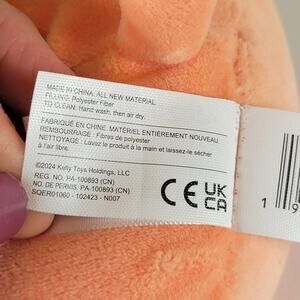 MADE IN CHINA. ALL NEW MATERIAL.
FILLING: Polyester Fiber
TO CLEAN: Hand wash, then air dry.
FABRIQUÉ EN CHINE. MATÉRIEL ENTIÈREMENT NOUVEAU.
REMBOURRAGE : Fibres de polyester
NETTOYAGE : Lavez le produit à la main et laissez-le sécher
à l'air libre.
©2024 Kelly Toys Holdings, LLC
REG. NO. PA-100893 (CN)
NO. DE PERMIS. PA-100893 (CN)
SQER01060 - 102423 - N007
CE UK
CA
1 9